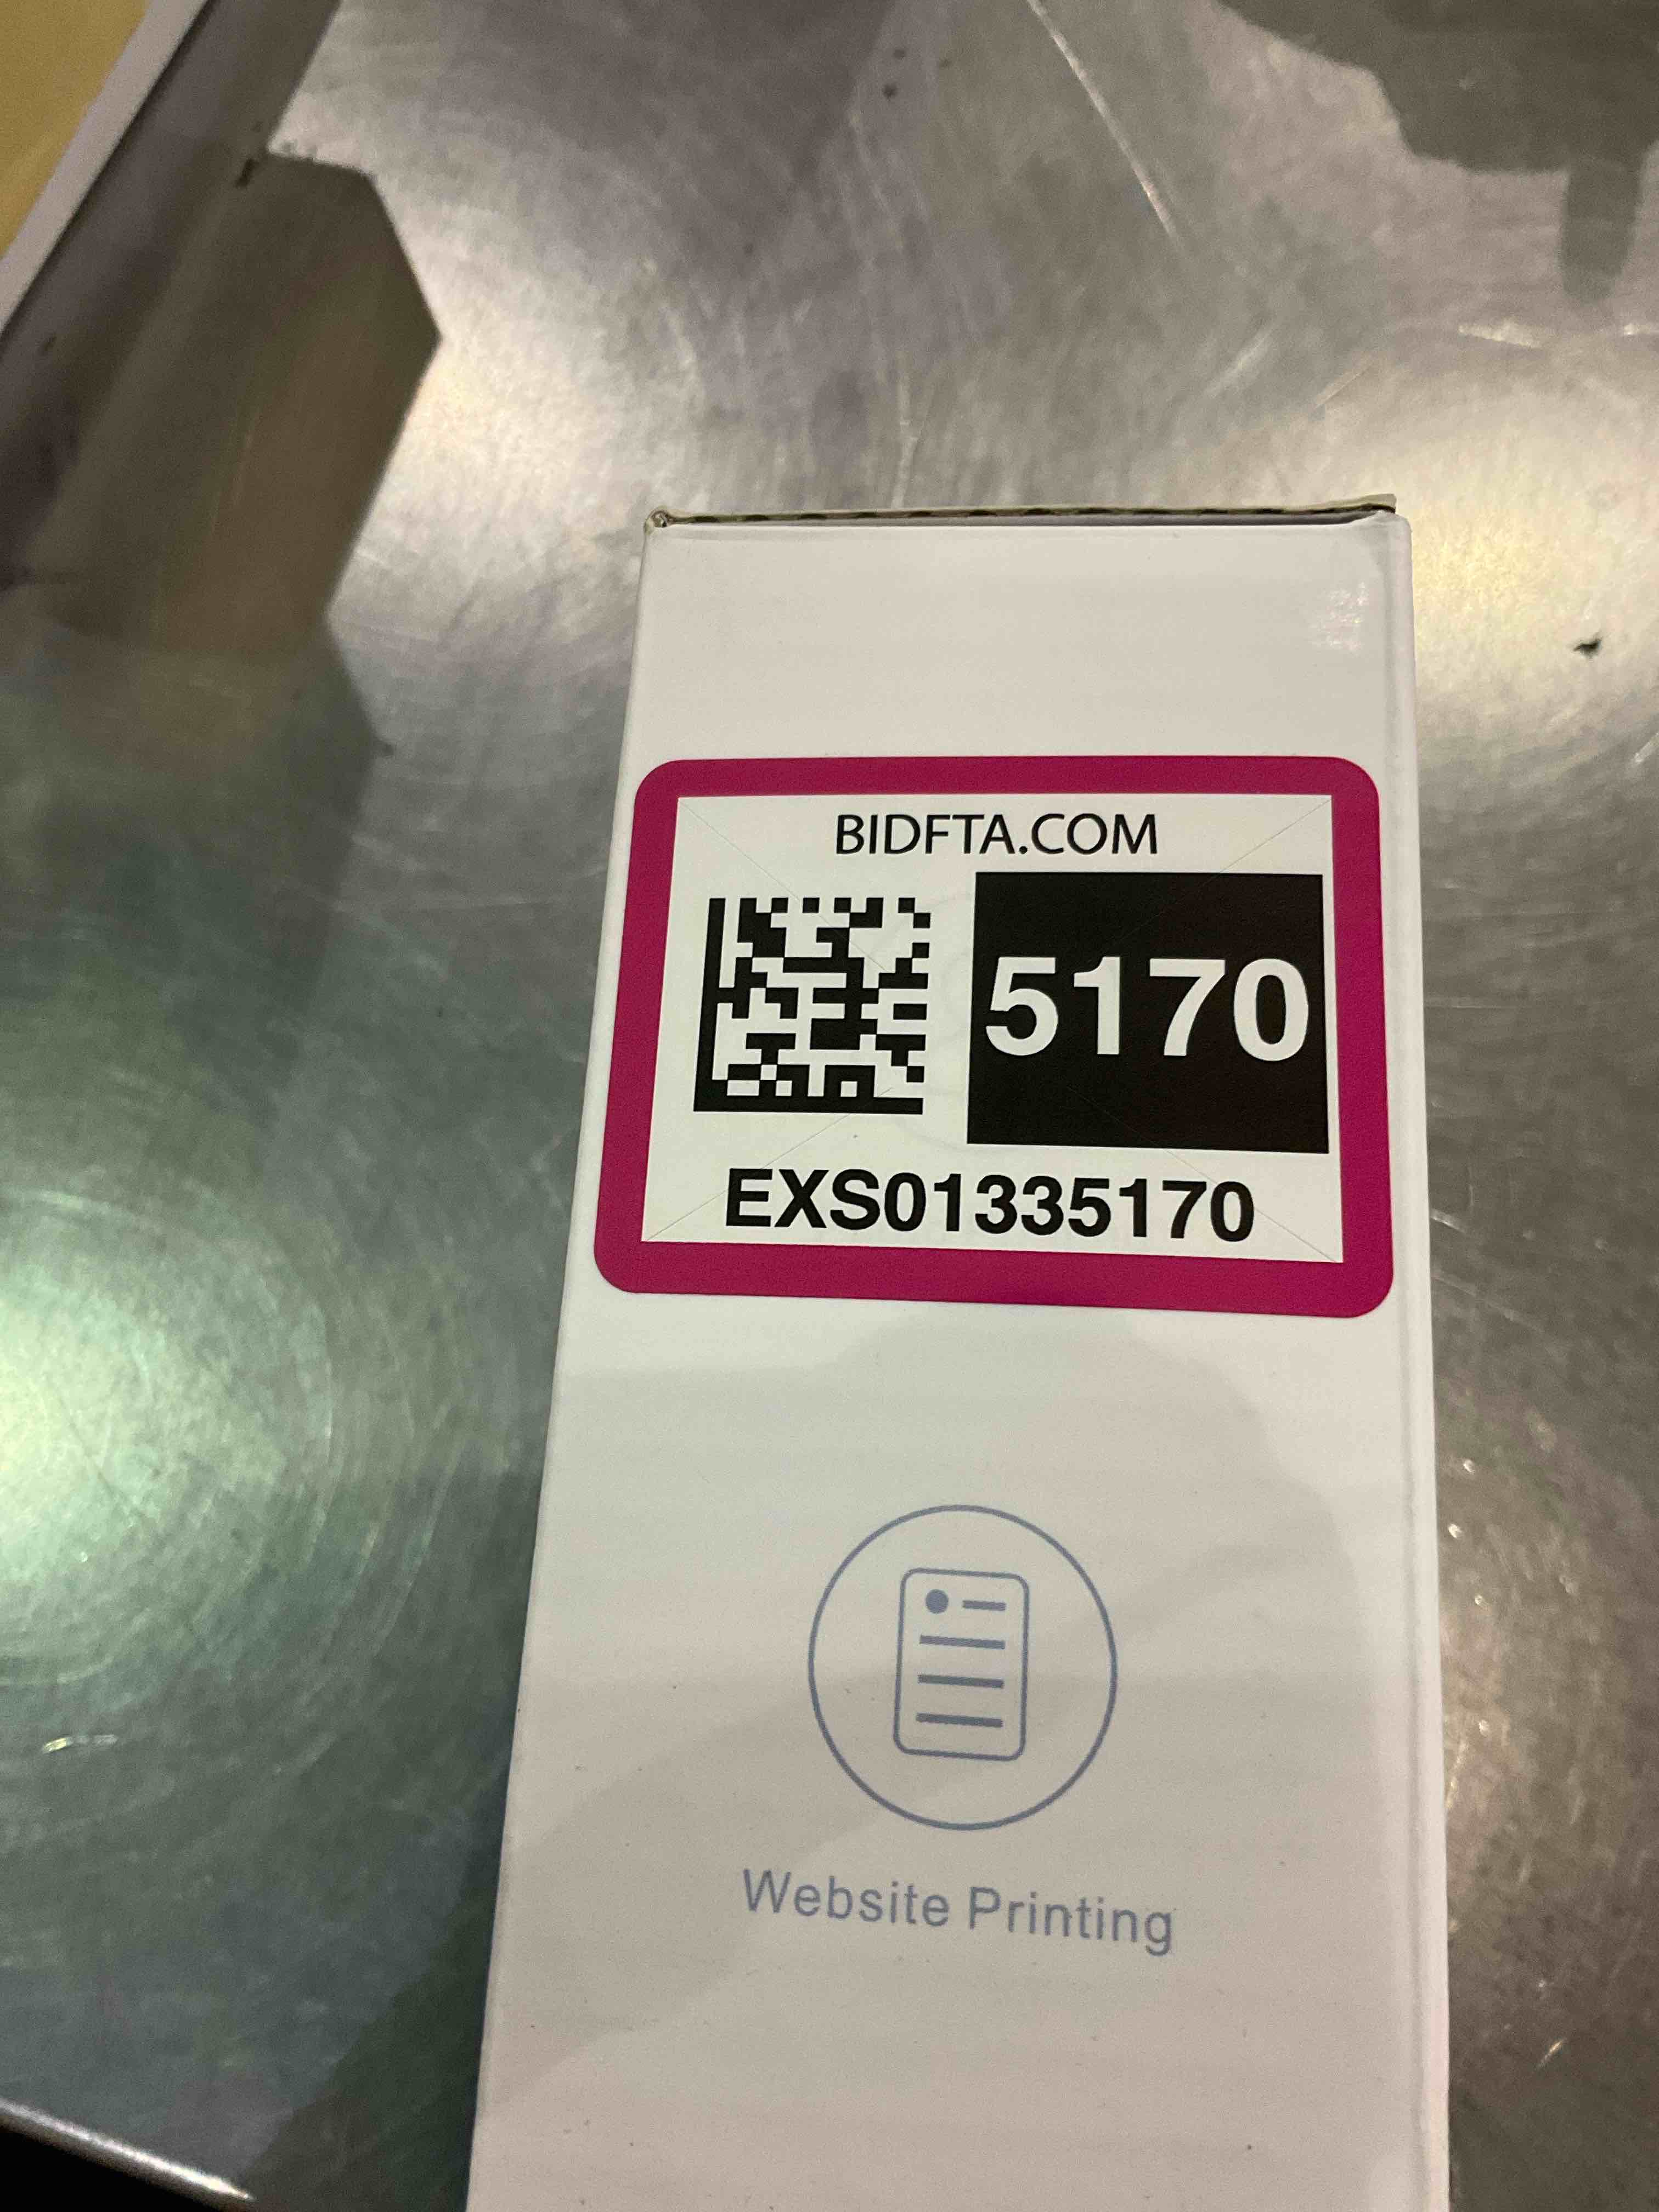 BIDFTA.COM
5170
EXS01335170
Website Printing